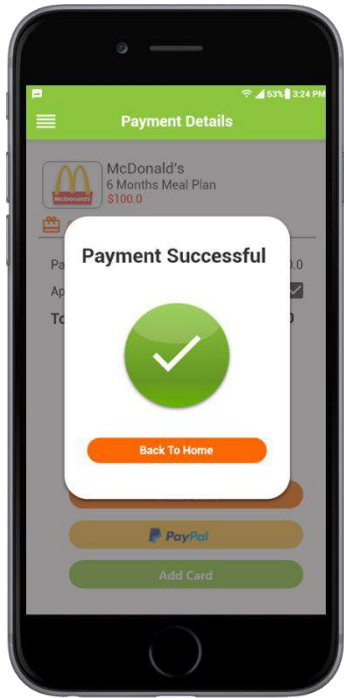 53% 3:24 PM
Payment Details
McDonald's
McDonald's
6 Months Meal Plan
$100.0
Payment Successful
Back To Home
PayPal
Add Card